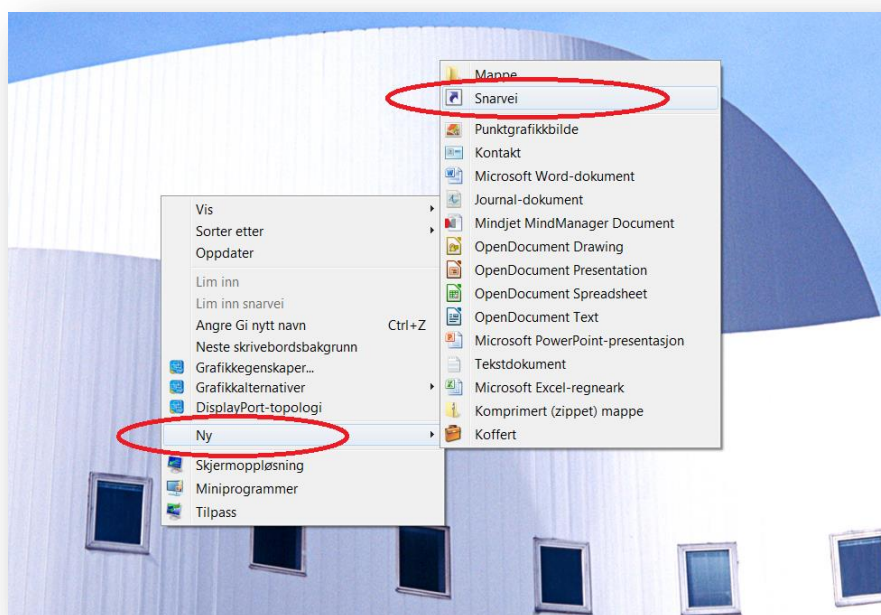 Vis
Sorter etter
Oppdater
Lim inn
Lim inn snarvei
Angre Gi nytt navn Ctrl+Z
Neste skrivebordsbakgrunn
Grafikkegenskaper...
Grafikkalternativer
DisplayPort-topologi
Ny
Skjermoppløsning
Miniprogrammer
Tilpass
Mappe
Snarvei
Punktgrafikkbilde
Kontakt
Microsoft Word-dokument
Journal-dokument
Mindjet MindManager Document
OpenDocument Drawing
OpenDocument Presentation
OpenDocument Spreadsheet
OpenDocument Text
Microsoft PowerPoint-presentasjon
Tekstdokument
Microsoft Excel-regneark
Komprimert (zippet) mappe
Koffert